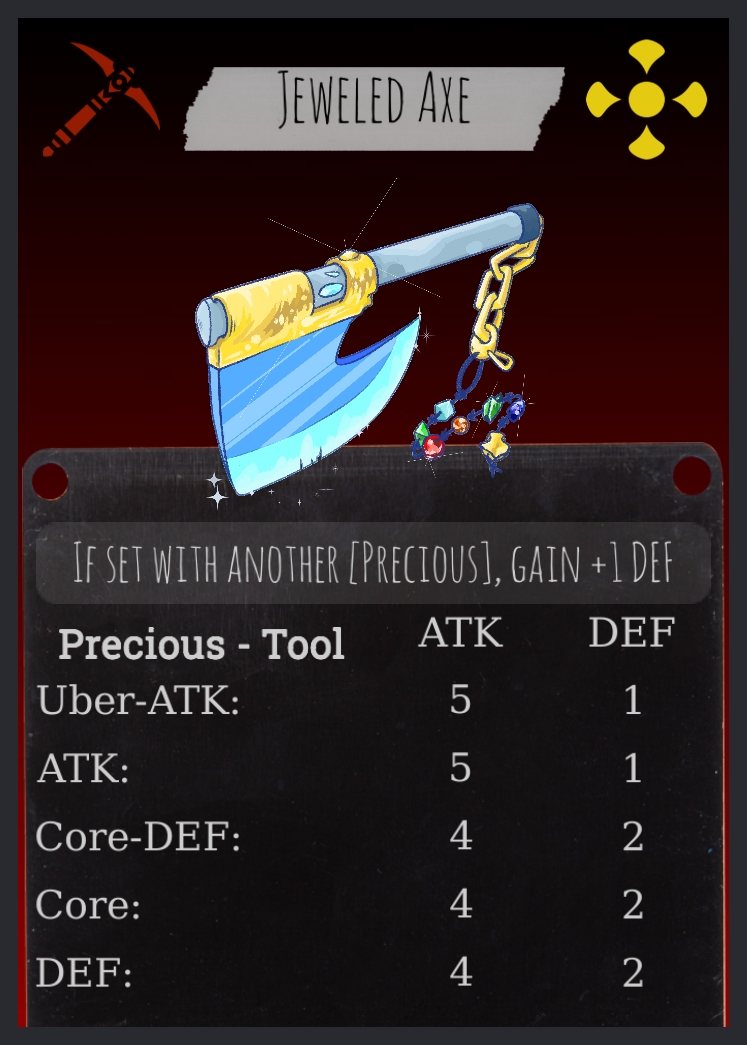 Jeweled Axe
If set with another [Precious], gain +1 DEF
Precious - Tool ATK DEF
Uber-ATK: 5 1
ATK: 5 1
Core-DEF: 4 2
Core: 4 2
DEF: 4 2